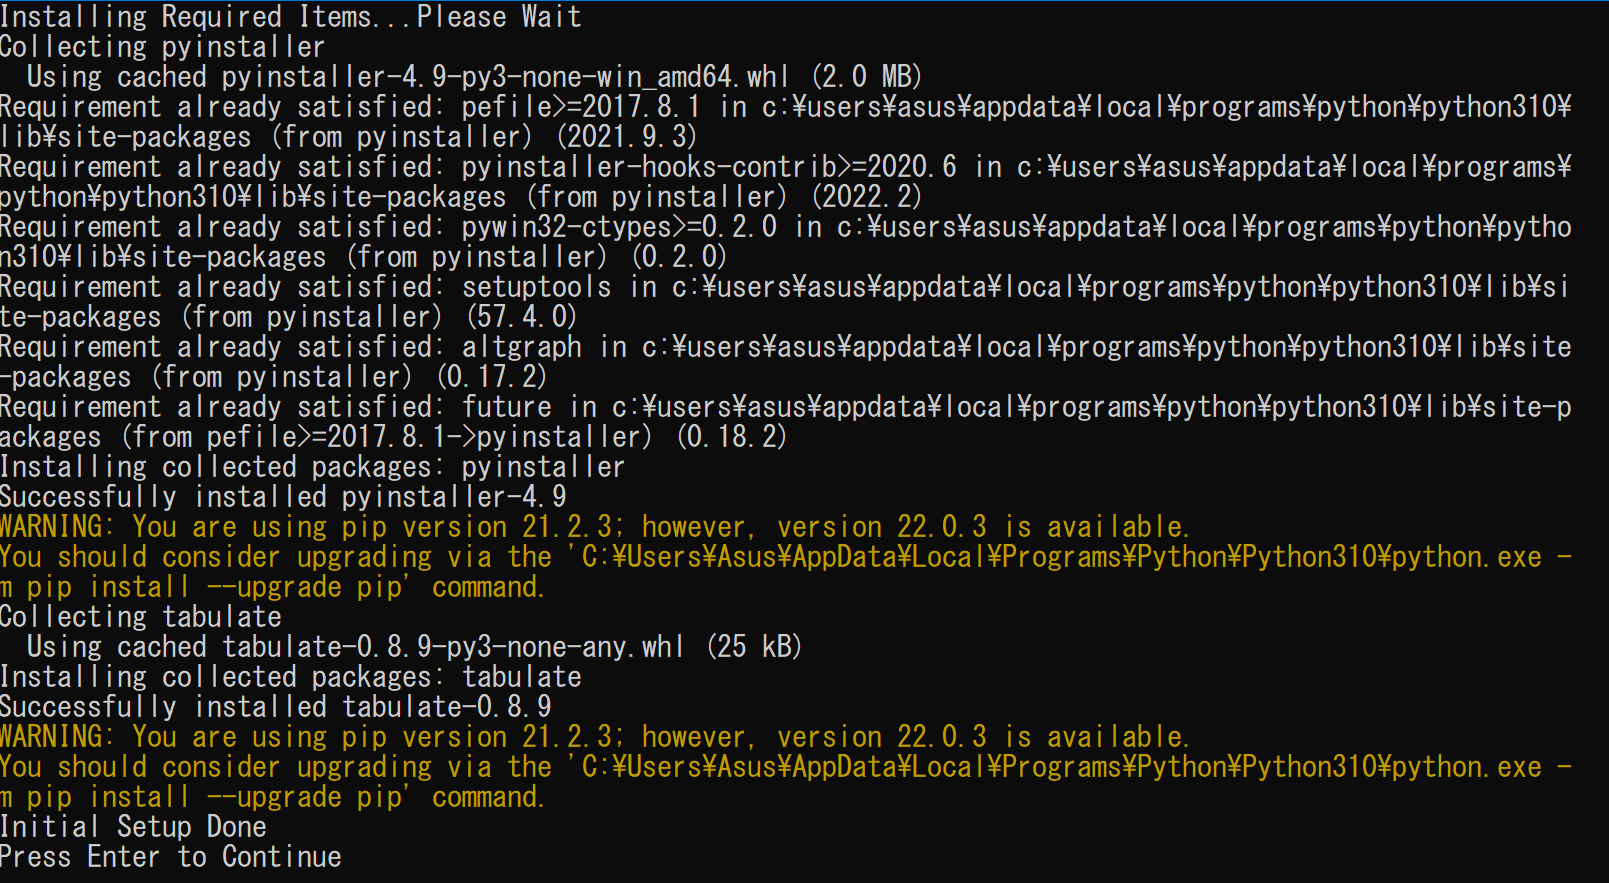 Installing Required Items...Please Wait
Collecting pyinstaller
  Using cached pyinstaller-4.9-py3-none-win_amd64.whl (2.0 MB)
Requirement already satisfied: pefile>=2017.8.1 in c:¥users¥asus¥appdata¥local¥programs¥python¥python310¥
lib¥site-packages (from pyinstaller) (2021.9.3)
Requirement already satisfied: pyinstaller-hooks-contrib>=2020.6 in c:¥users¥asus¥appdata¥local¥programs¥
python¥python310¥lib¥site-packages (from pyinstaller) (2022.2)
Requirement already satisfied: pywin32-ctypes>=0.2.0 in c:¥users¥asus¥appdata¥local¥programs¥python¥pytho
n310¥lib¥site-packages (from pyinstaller) (0.2.0)
Requirement already satisfied: setuptools in c:¥users¥asus¥appdata¥local¥programs¥python¥python310¥lib¥si
te-packages (from pyinstaller) (57.4.0)
Requirement already satisfied: altgraph in c:¥users¥asus¥appdata¥local¥programs¥python¥python310¥lib¥site
-packages (from pyinstaller) (0.17.2)
Requirement already satisfied: future in c:¥users¥asus¥appdata¥local¥programs¥python¥python310¥lib¥site-p
ackages (from pefile>=2017.8.1->pyinstaller) (0.18.2)
Installing collected packages: pyinstaller
Successfully installed pyinstaller-4.9
WARNING: You are using pip version 21.2.3; however, version 22.0.3 is available.
You should consider upgrading via the 'C:¥Users¥Asus¥AppData¥Local¥Programs¥Python¥Python310¥python.exe -
m pip install --upgrade pip' command.
Collecting tabulate
  Using cached tabulate-0.8.9-py3-none-any.whl (25 kB)
Installing collected packages: tabulate
Successfully installed tabulate-0.8.9
WARNING: You are using pip version 21.2.3; however, version 22.0.3 is available.
You should consider upgrading via the 'C:¥Users¥Asus¥AppData¥Local¥Programs¥Python¥Python310¥python.exe -
m pip install --upgrade pip' command.
Initial Setup Done
Press Enter to Continue